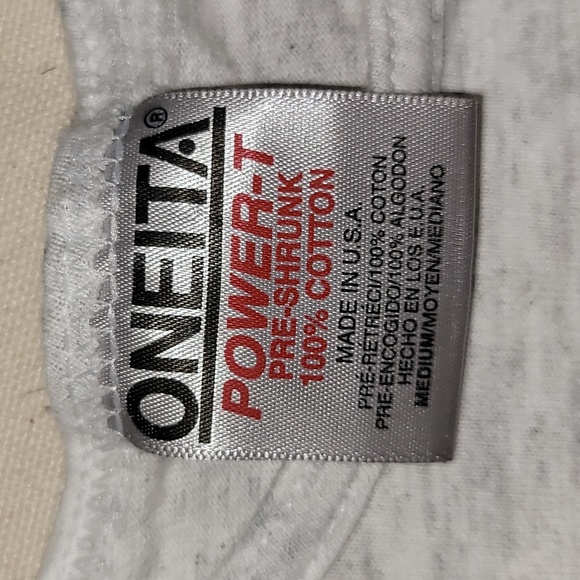 ONEITA®
POWER-T
PRE-SHRUNK
100% COTTON
MADE IN U.S.A.
PRE-RETRECI/100% COTON
PRE-ENCOGIDO/100% ALGODON
HECHO EN LOS E.U.A.
MEDIUM/MOYEN/MEDIANO